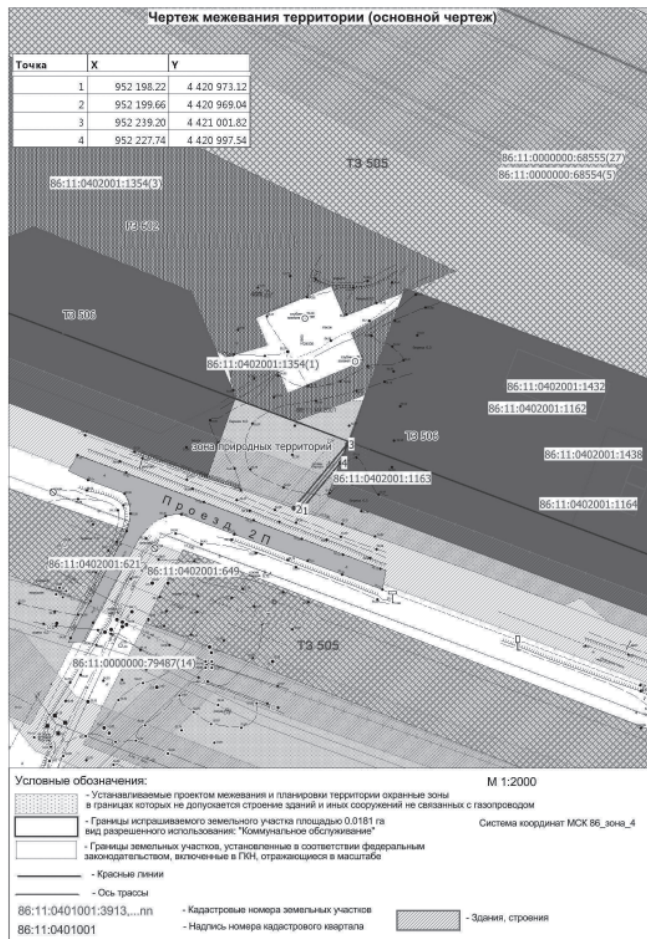 Чертеж межевания территории (основной чертеж)
Точка X Y
1 952 198.22 4 420 973.12
2 952 199.66 4 420 969.04
3 952 239.20 4 421 001.82
4 952 227.74 4 420 997.54
ТЗ 505
86:11:0000000:68555(27)
86:11:0000000:68554(5)
86:11:0402001:1354(3)
РЗ 502
ТЗ 506
86:11:0402001:1354(1)
86:11:0402001:1432
86:11:0402001:1162
ТЗ 506
зона природных территорий
3
4
86:11:0402001:1438
86:11:0402001:1163
86:11:0402001:1164
2 1
Проезд 2П
86:11:0402001:621
86:11:0402001:649
ТЗ 505
86:11:0000000:79487(14)
Условные обозначения:
М 1:2000
- Устанавливаемые проектом межевания и планировки территории охранные зоны
в границах которых не допускается строение зданий и иных сооружений не связанных с газопроводом
- Границы испрашиваемого земельного участка площадью 0.0181 га
вид разрешенного использования: "Коммунальное обслуживание"
Система координат МСК 86_зона_4
- Границы земельных участков, установленные в соответствии федеральным
законодательством, включенные в ГКН, отражающиеся в масштабе
- Красные линии
- Ось трассы
86:11:0401001:3913,...nn - Кадастровые номера земельных участков
86:11:0401001 - Надпись номера кадастрового квартала
- Здания, строения